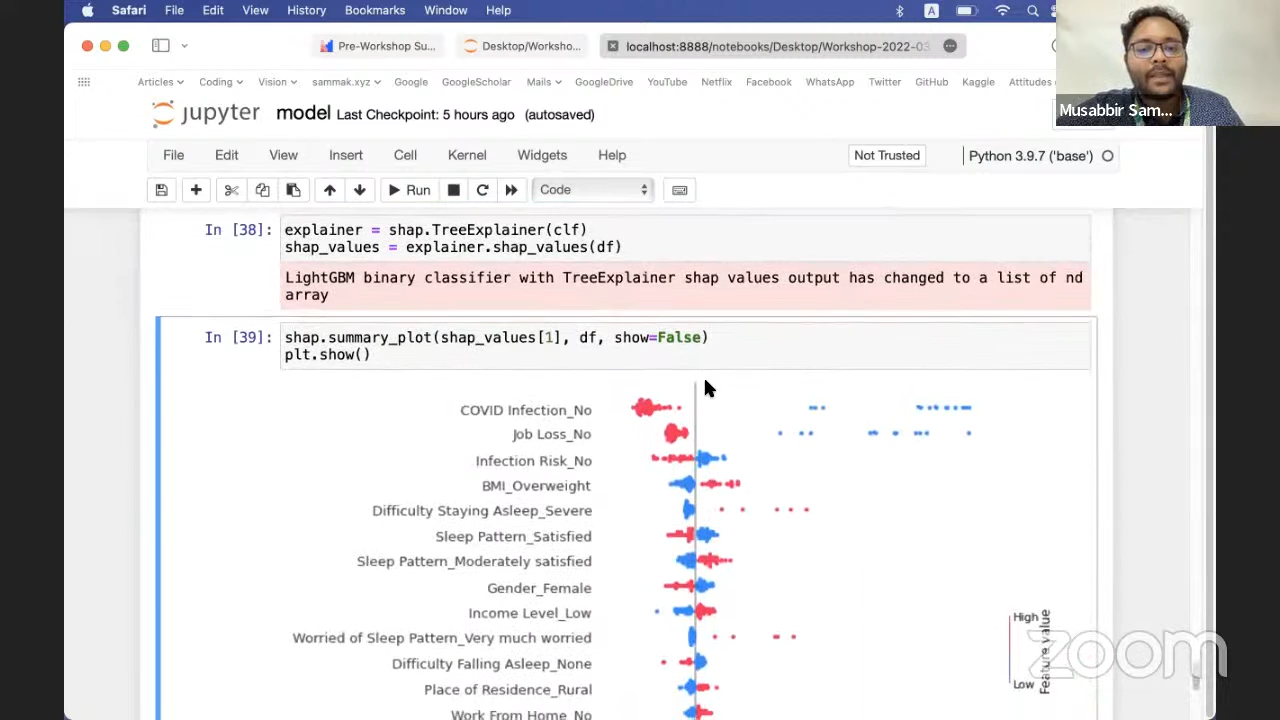 Safari File Edit View History Bookmarks Window Help A
Pre-Workshop Su... Desktop/Worksho... localhost:8888/notebooks/Desktop/Workshop-2022-03
Articles Coding Vision sammak.xyz Google GoogleScholar Mails GoogleDrive YouTube Netflix Facebook WhatsApp Twitter GitHub Kaggle Attitudes
Musabbir Sam...
jupyter model Last Checkpoint: 5 hours ago (autosaved)
File Edit View Insert Cell Kernel Widgets Help Not Trusted Python 3.9.7 ('base')
Run Code
In [38]: explainer = shap.TreeExplainer(clf)
shap_values = explainer.shap_values(df)
LightGBM binary classifier with TreeExplainer shap values output has changed to a list of nd
array
In [39]: shap.summary_plot(shap_values[1], df, show=False)
plt.show()
COVID Infection_No
Job Loss_No
Infection Risk_No
BMI_Overweight
Difficulty Staying Asleep_Severe
Sleep Pattern_Satisfied
Sleep Pattern_Moderately satisfied
Gender_Female
Income Level_Low
High
Worried of Sleep Pattern_Very much worried
Feature value
zoom
Difficulty Falling Asleep_None
Low
Place of Residence_Rural
Work From Home_No